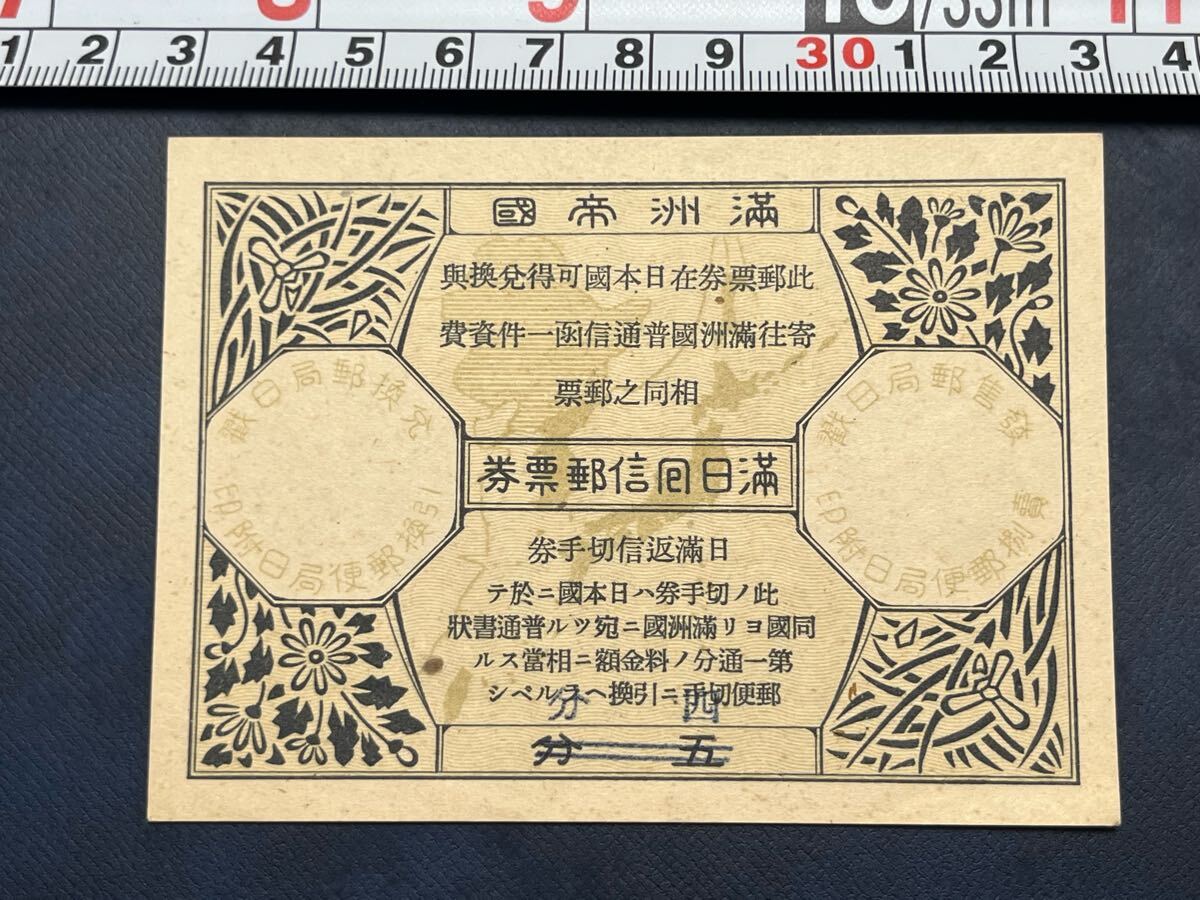 7 8 9 10/33m 11
1 2 3 4 5 6 7 8 9 30 1 2 3 4
滿洲帝國
此郵票券在日本國可得兌換與
寄往滿洲國普通信函一件資費
相同之郵票
滿日回信郵票券
日滿返信切手券
此ノ切手券ハ日本國ニ於テ
同國ヨリ滿洲國ニ宛ツル普通書狀
第一通分ノ料金額ニ相當スル
郵便切手ニ引換ヘラルベシ
四分
五分
發售郵局日戳
賣捌郵便局日附印
兌換郵局日戳
引換郵便局日附印